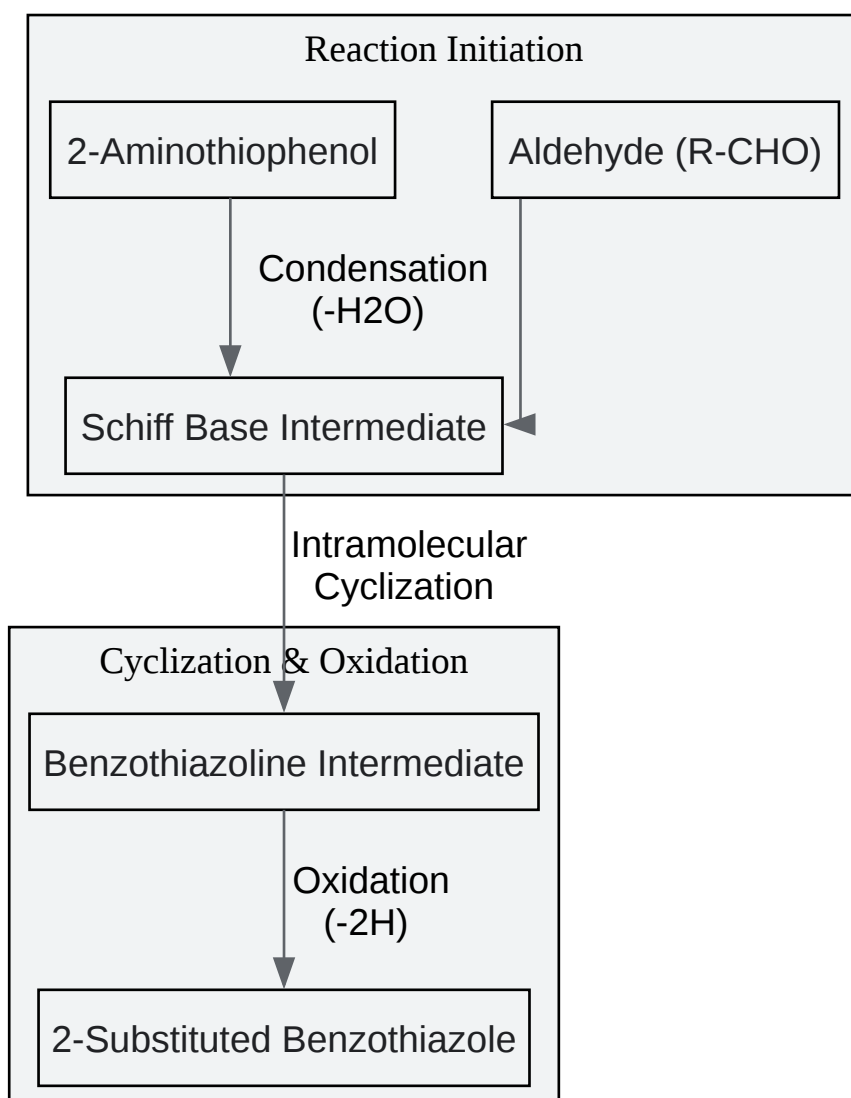 Reaction Initiation
2-Aminothiophenol
Aldehyde (R-CHO)
Condensation
(-H2O)
Schiff Base Intermediate
Intramolecular
Cyclization
Cyclization & Oxidation
Benzothiazoline Intermediate
Oxidation
(-2H)
2-Substituted Benzothiazole